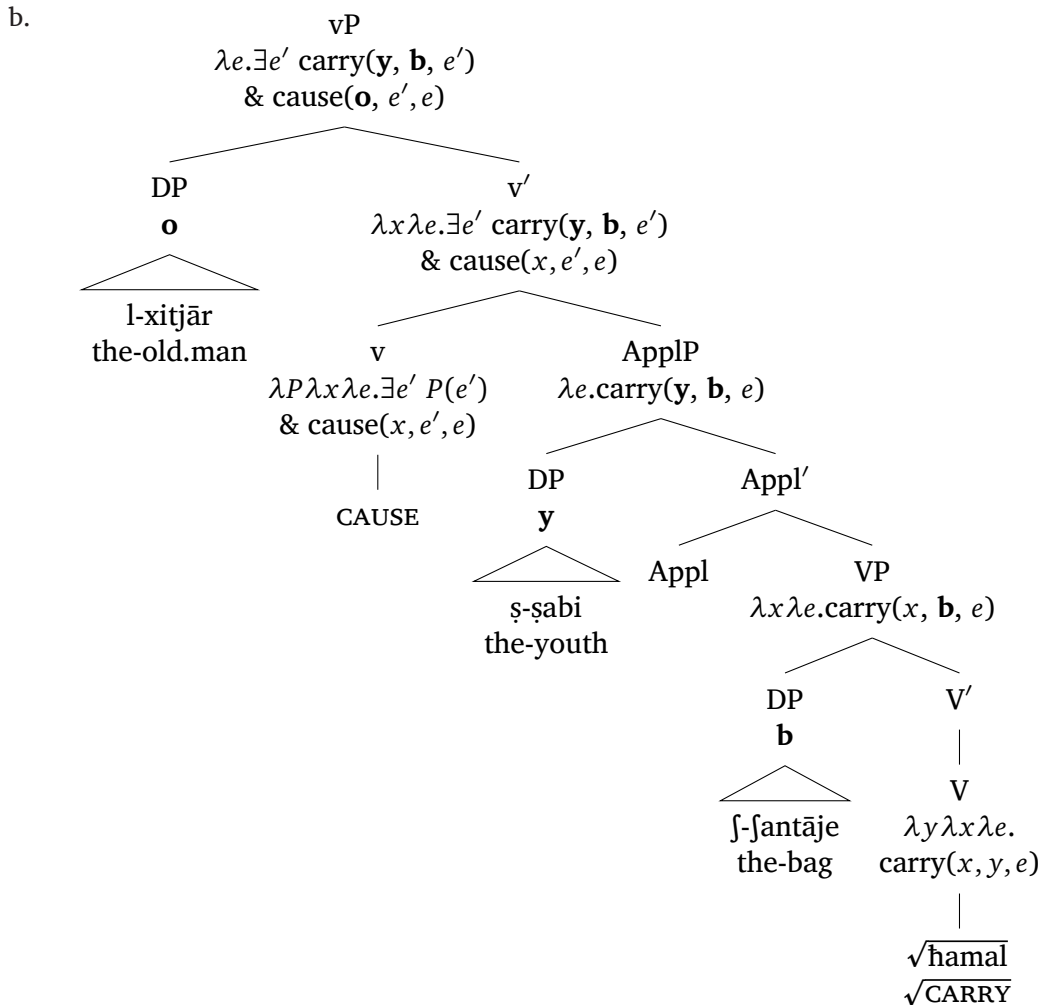 b.
vP
λe.∃e′ carry(y, b, e′)
& cause(o, e′, e)
DP
o
v′
λxλe.∃e′ carry(y, b, e′)
& cause(x, e′, e)
l-xitjār
the-old.man
v
λPλxλe.∃e′ P(e′)
& cause(x, e′, e)
ApplP
λe.carry(y, b, e)
CAUSE
DP
y
Appl′
ṣ-ṣabi
the-youth
Appl
VP
λxλe.carry(x, b, e)
DP
b
V′
ʃ-ʃantāje
the-bag
V
λyλxλe.
carry(x, y, e)
√ħamal
√CARRY